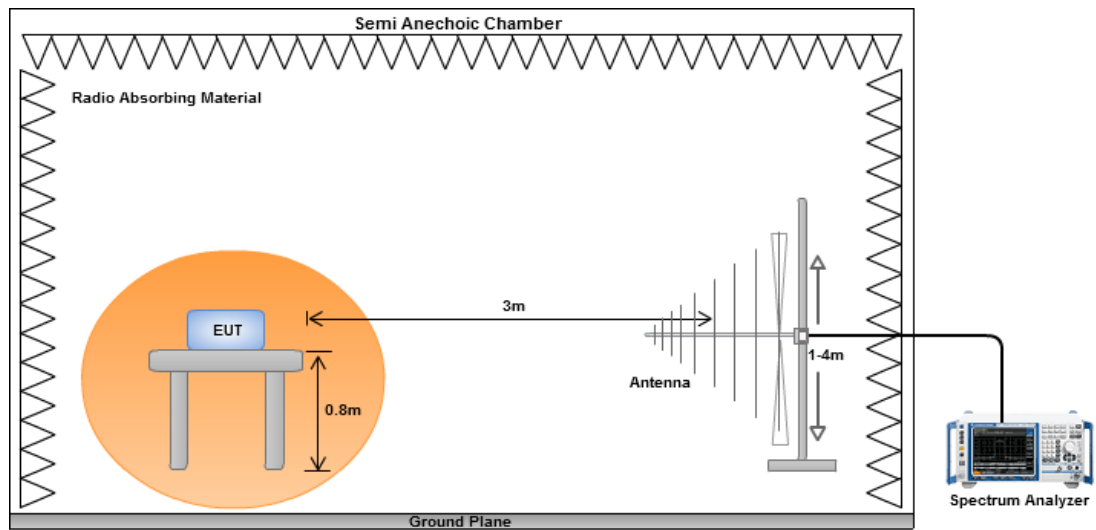 Semi Anechoic Chamber
Radio Absorbing Material
3m
EUT
1-4m
Antenna
0.8m
Spectrum Analyzer
Ground Plane